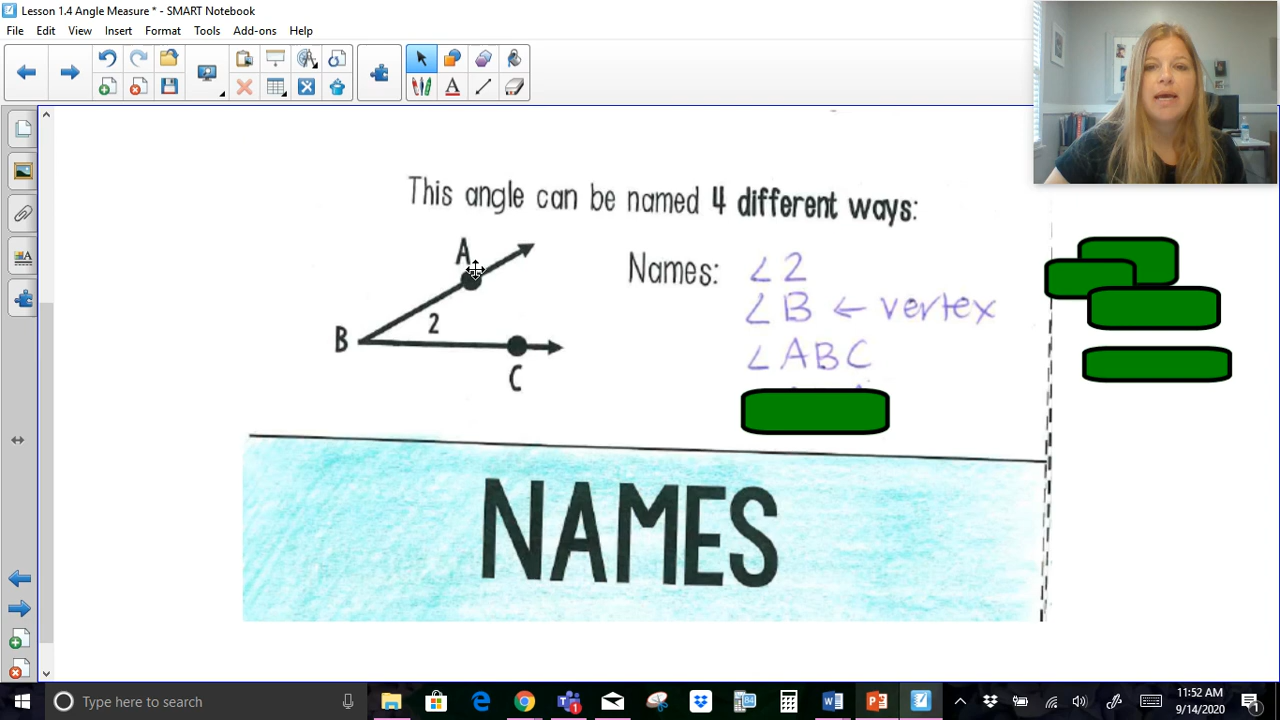 Lesson 1.4 Angle Measure * - SMART Notebook
File Edit View Insert Format Tools Add-ons Help
This angle can be named 4 different ways:
A
B
2
C
Names: ∠2
∠B ← vertex
∠ABC
NAMES
Type here to search
11:52 AM
9/14/2020